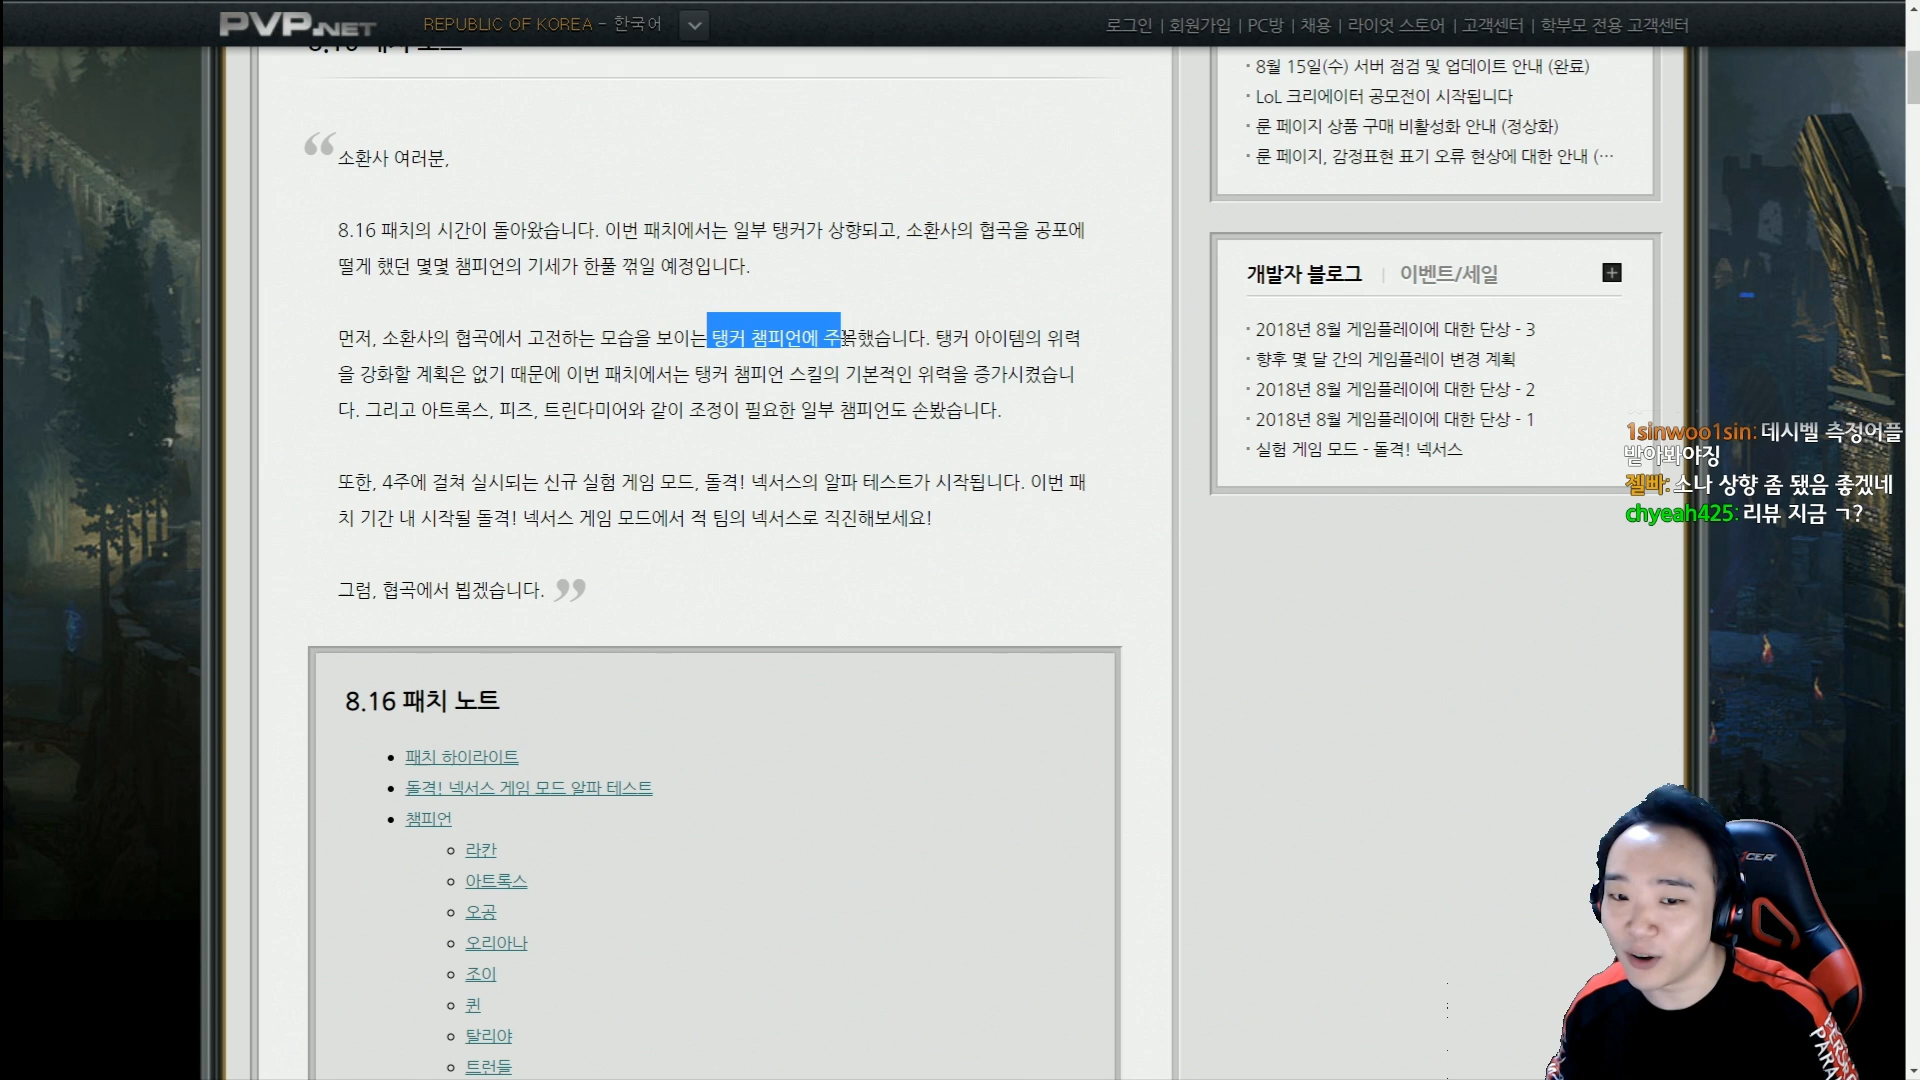 PVP.NET
REPUBLIC OF KOREA – 한국어
로그인 | 회원가입 | PC방 | 채용 | 라이엇 스토어 | 고객센터 | 학부모 전용 고객센터
8.16 패치 노트
소환사 여러분,
8.16 패치의 시간이 돌아왔습니다. 이번 패치에서는 일부 탱커가 상향되고, 소환사의 협곡을 공포에
떨게 했던 몇몇 챔피언의 기세가 한풀 꺾일 예정입니다.
먼저, 소환사의 협곡에서 고전하는 모습을 보이는 탱커 챔피언에 주목했습니다. 탱커 아이템의 위력
을 강화할 계획은 없기 때문에 이번 패치에서는 탱커 챔피언 스킬의 기본적인 위력을 증가시켰습니
다. 그리고 아트록스, 피즈, 트린다미어와 같이 조정이 필요한 일부 챔피언도 손봤습니다.
또한, 4주에 걸쳐 실시되는 신규 실험 게임 모드, 돌격! 넥서스의 알파 테스트가 시작됩니다. 이번 패
치 기간 내 시작될 돌격! 넥서스 게임 모드에서 적 팀의 넥서스로 직진해보세요!
그럼, 협곡에서 뵙겠습니다.
8.16 패치 노트
패치 하이라이트
돌격! 넥서스 게임 모드 알파 테스트
챔피언
라칸
아트록스
오공
오리아나
조이
퀸
탈리야
트런들
8월 15일(수) 서버 점검 및 업데이트 안내 (완료)
LoL 크리에이터 공모전이 시작됩니다
룬 페이지 상품 구매 비활성화 안내 (정상화)
룬 페이지, 감정표현 표기 오류 현상에 대한 안내 (…
개발자 블로그 | 이벤트/세일
2018년 8월 게임플레이에 대한 단상 - 3
향후 몇 달 간의 게임플레이 변경 계획
2018년 8월 게임플레이에 대한 단상 - 2
2018년 8월 게임플레이에 대한 단상 - 1
실험 게임 모드 - 돌격! 넥서스
1sinwoo1sin: 데시벨 측정어플
받아봐야징
젤빠: 소나 상향 좀 됐음 좋겠네
chyeah425: 리뷰 지금 ㄱ?